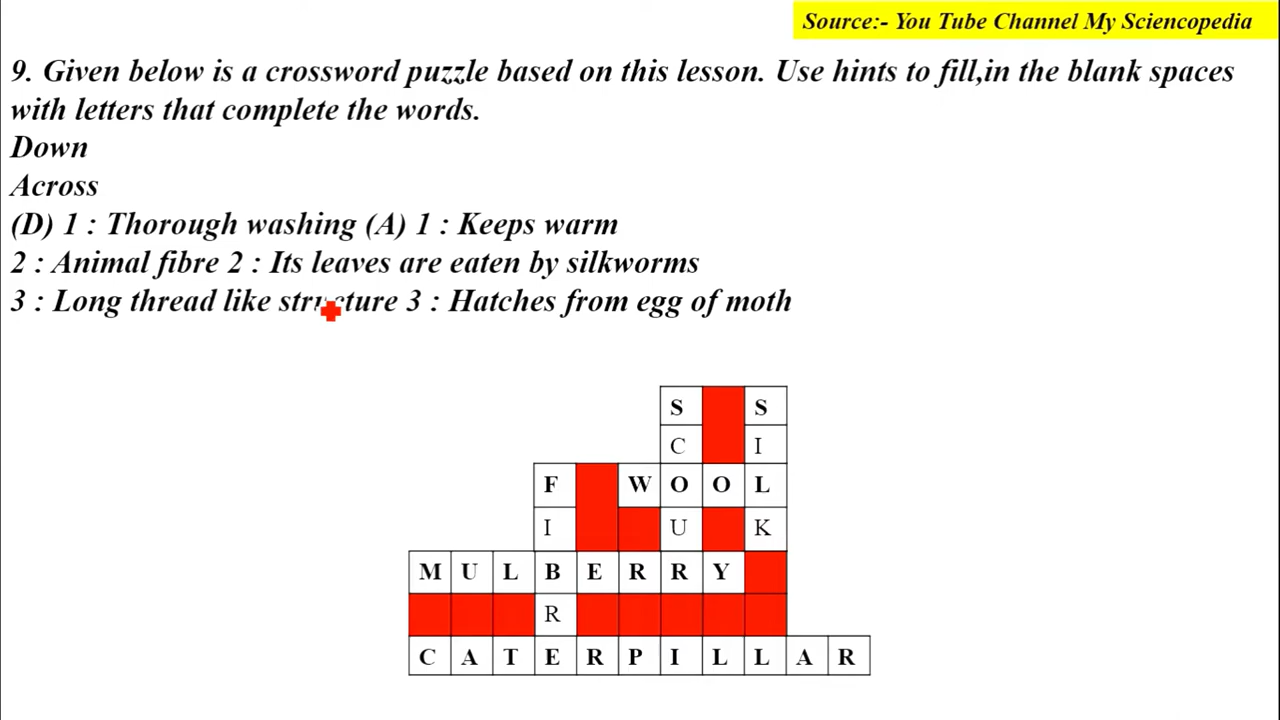 Source:- You Tube Channel My Sciencopedia
9. Given below is a crossword puzzle based on this lesson. Use hints to fill,in the blank spaces
with letters that complete the words.
Down
Across
(D) 1 : Thorough washing (A) 1 : Keeps warm
2 : Animal fibre 2 : Its leaves are eaten by silkworms
3 : Long thread like structure 3 : Hatches from egg of moth
S S
C I
F W O O L
I U K
M U L B E R R Y
R
C A T E R P I L L A R